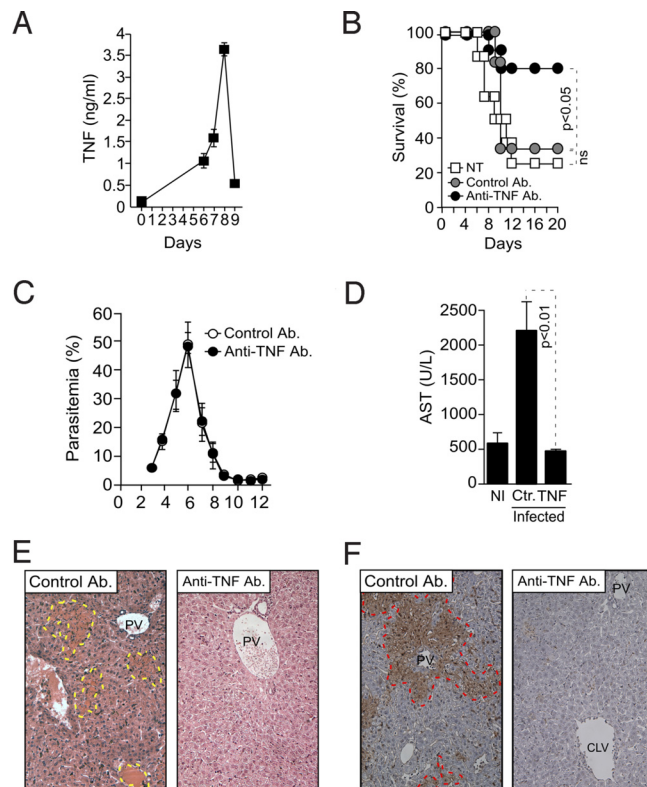 A
TNF (ng/ml)
4
3.5
3
2.5
2
1.5
1
0.5
0
0 1 2 3 4 5 6 7 8 9
Days
B
Survival (%)
100
80
60
40
20
0
NT
Control Ab.
Anti-TNF Ab.
p<0.05
ns
0 4 8 12 16 20
Days
C
Parasitemia (%)
60
50
40
30
20
10
0
Control Ab.
Anti-TNF Ab.
0 2 4 6 8 10 12
D
AST (U/L)
2500
2000
1500
1000
500
0
p<0.01
NI Ctr. TNF
Infected
E
Control Ab.
PV
Anti-TNF Ab.
PV
F
Control Ab.
PV
Anti-TNF Ab.
PV
CLV